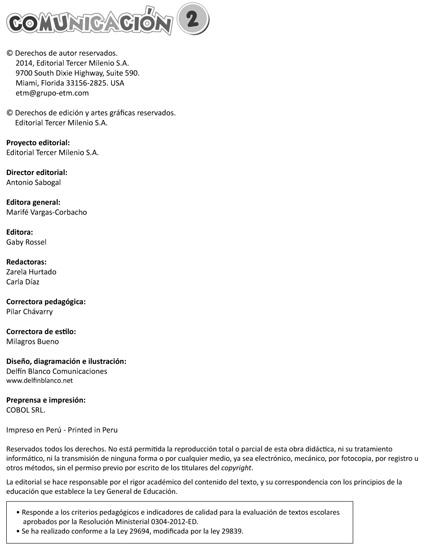 COMUNICACIÓN 2
© Derechos de autor reservados.
2014, Editorial Tercer Milenio S.A.
9700 South Dixie Highway, Suite 590.
Miami, Florida 33156-2825. USA
etm@grupo-etm.com
© Derechos de edición y artes gráficas reservados.
Editorial Tercer Milenio S.A.
Proyecto editorial:
Editorial Tercer Milenio S.A.
Director editorial:
Antonio Sabogal
Editora general:
Marifé Vargas-Corbacho
Editora:
Gaby Rossel
Redactoras:
Zarela Hurtado
Carla Díaz
Correctora pedagógica:
Pilar Chávarry
Correctora de estilo:
Milagros Bueno
Diseño, diagramación e ilustración:
Delfín Blanco Comunicaciones
www.delfinblanco.net
Preprensa e impresión:
COBOL SRL.
Impreso en Perú - Printed in Peru
Reservados todos los derechos. No está permitida la reproducción total o parcial de esta obra didáctica, ni su tratamiento
informático, ni la transmisión de ninguna forma o por cualquier medio, ya sea electrónico, mecánico, por fotocopia, por registro u
otros métodos, sin el permiso previo por escrito de los titulares del copyright.
La editorial se hace responsable por el rigor académico del contenido del texto, y su correspondencia con los principios de la
educación que establece la Ley General de Educación.
• Responde a los criterios pedagógicos e indicadores de calidad para la evaluación de textos escolares
aprobados por la Resolución Ministerial 0304-2012-ED.
• Se ha realizado conforme a la Ley 29694, modificada por la ley 29839.